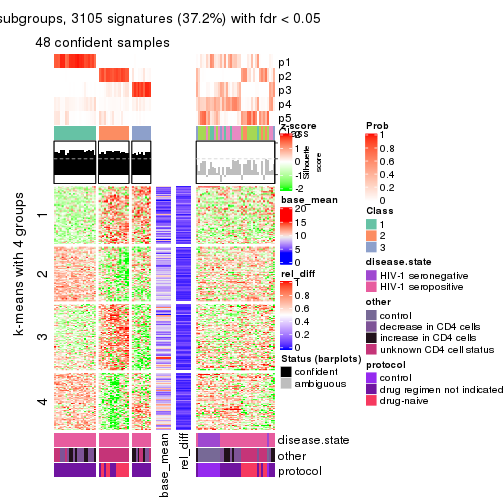 subgroups, 3105 signatures (37.2%) with fdr < 0.05
48 confident samples
p1
p2
p3
p4
p5
Class
Silhouette
score
k-means with 4 groups
1
2
3
4
base_mean
rel_diff
disease.state
other
protocol
z-score
2
1
0
-1
-2
base_mean
20
15
10
5
0
rel_diff
1
0.8
0.6
0.4
0.2
0
Status (barplots)
confident
ambiguous
Prob
1
0.8
0.6
0.4
0.2
0
Class
1
2
3
disease.state
HIV-1 seronegative
HIV-1 seropositive
other
control
decrease in CD4 cells
increase in CD4 cells
unknown CD4 cell status
protocol
control
drug regimen not indicated
drug-naive